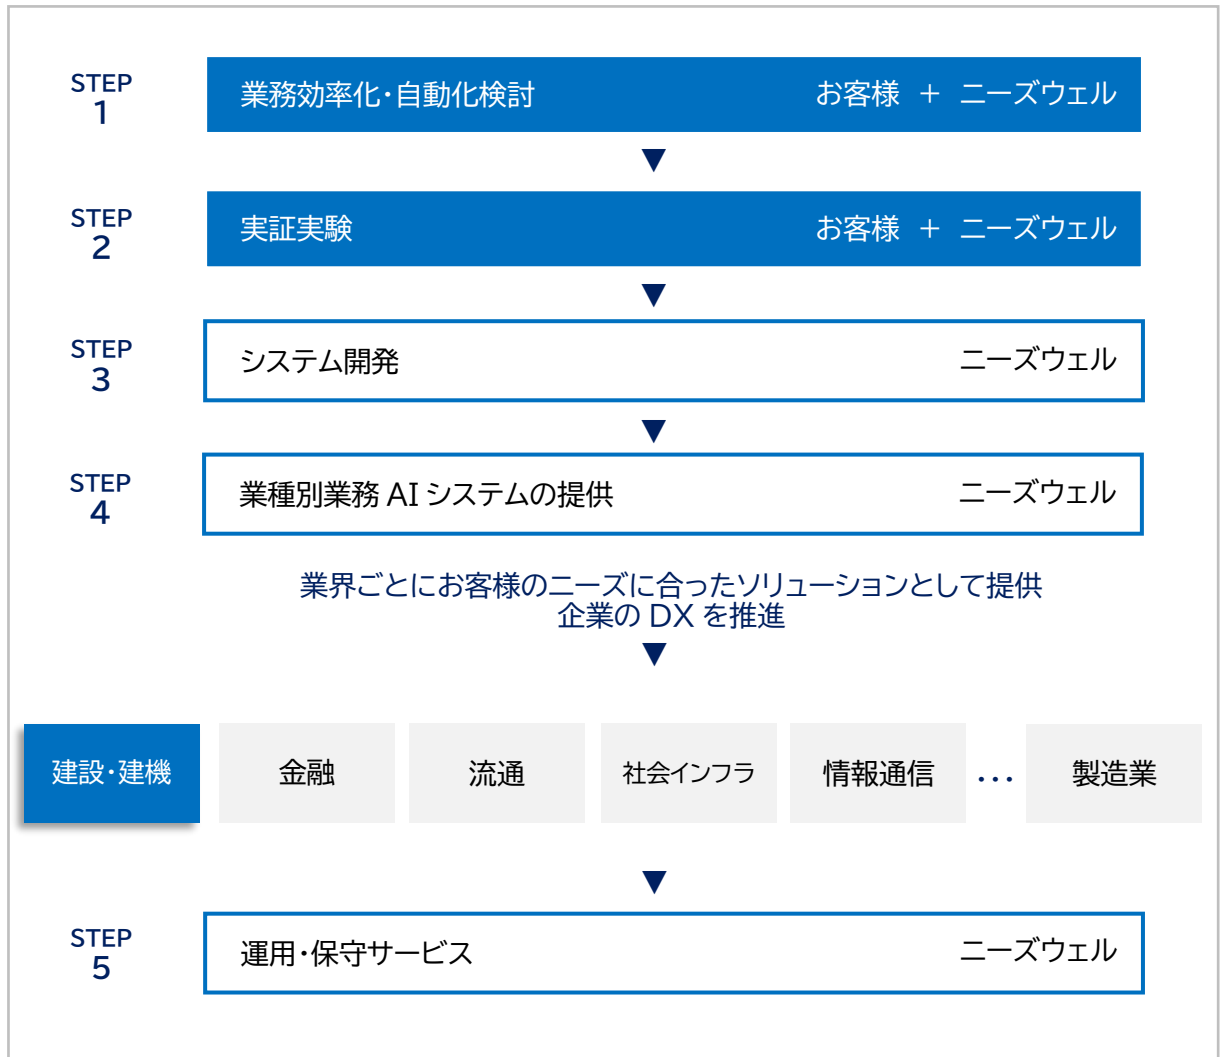 STEP
1
業務効率化・自動化検討 お客様 + ニーズウェル
▼
STEP
2
実証実験 お客様 + ニーズウェル
▼
STEP
3
システム開発 ニーズウェル
▼
STEP
4
業種別業務 AI システムの提供 ニーズウェル
業界ごとにお客様のニーズに合ったソリューションとして提供
企業の DX を推進
▼
建設・建機 金融 流通 社会インフラ 情報通信 ... 製造業
▼
STEP
5
運用・保守サービス ニーズウェル